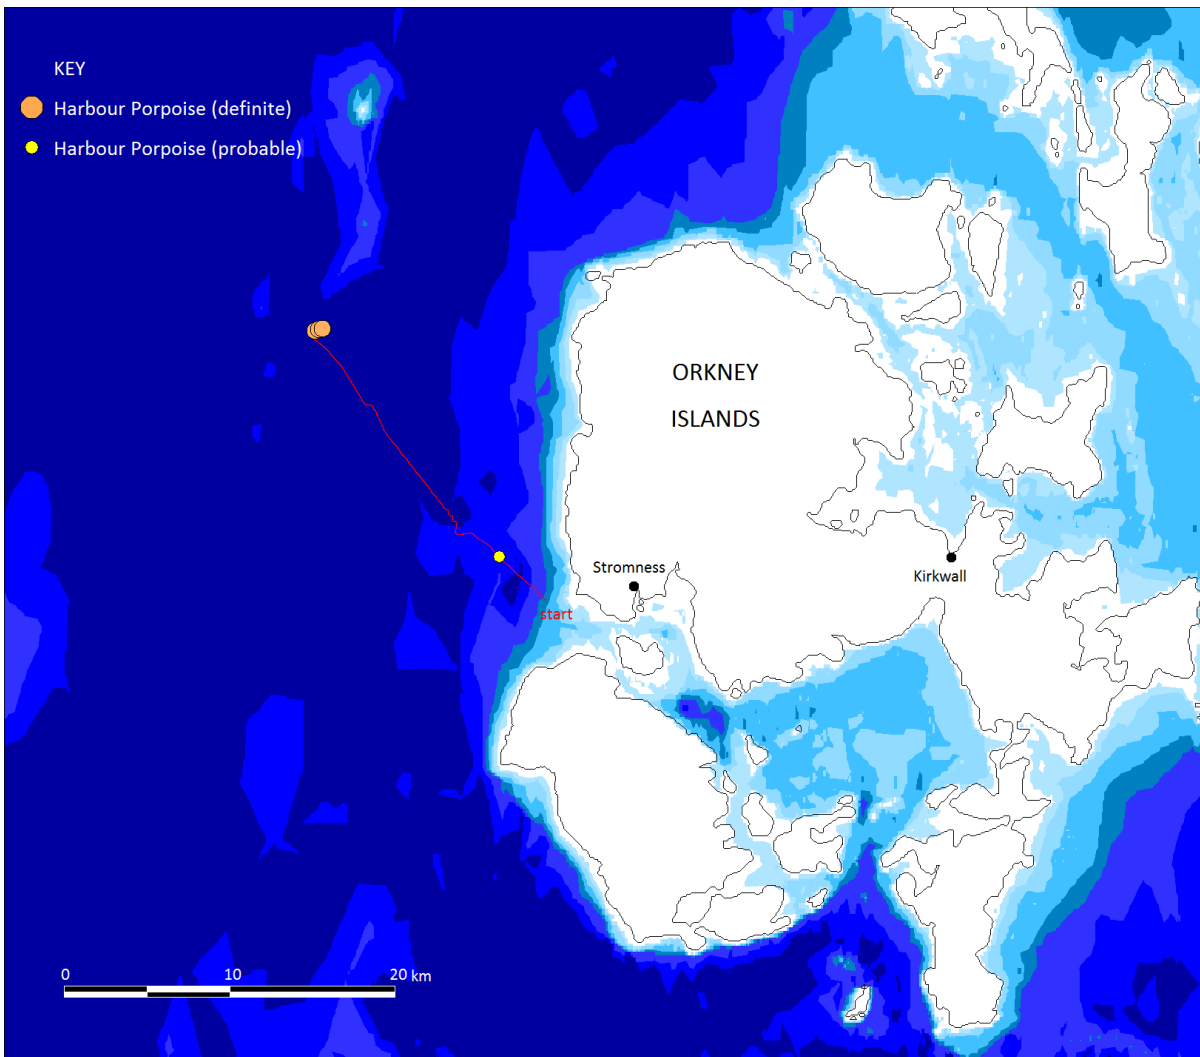 KEY
Harbour Porpoise (definite)
Harbour Porpoise (probable)
ORKNEY
ISLANDS
Stromness
Kirkwall
start
0 10 20 km